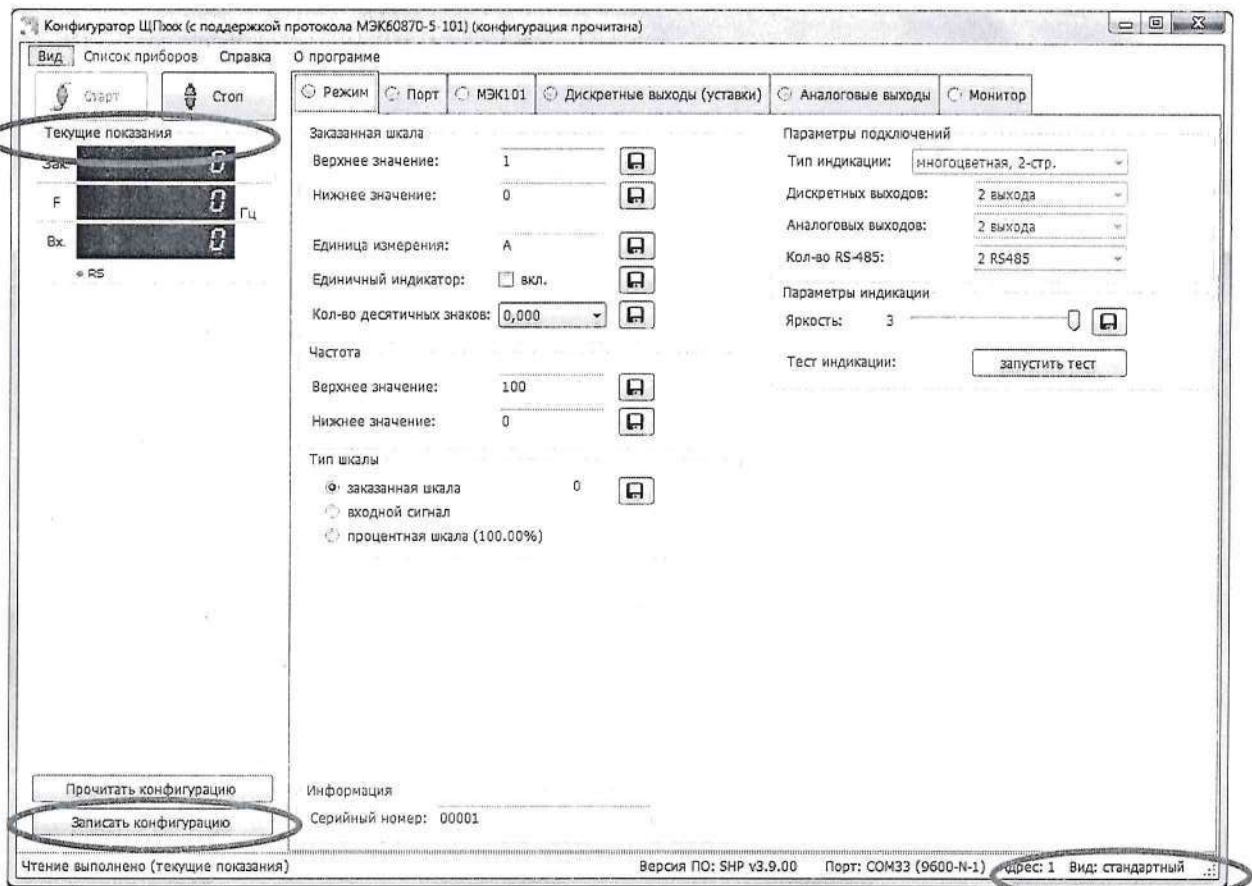 Конфигуратор ЩПxxx (с поддержкой протокола МЭК60870-5-101) (конфигурация прочитана)
Вид Список приборов Справка О программе
Старт Стоп
Режим Порт МЭК101 Дискретные выходы (уставки) Аналоговые выходы Монитор
Текущие показания
Зак. 0
F 0 Гц
Вх. 0
RS
Заказанная шкала
Верхнее значение: 1
Нижнее значение: 0
Единица измерения: А
Единичный индикатор: вкл.
Кол-во десятичных знаков: 0,000
Частота
Верхнее значение: 100
Нижнее значение: 0
Тип шкалы
заказанная шкала 0
входной сигнал
процентная шкала (100.00%)
Параметры подключений
Тип индикации: многоцветная, 2-стр.
Дискретных выходов: 2 выхода
Аналоговых выходов: 2 выхода
Кол-во RS-485: 2 RS485
Параметры индикации
Яркость: 3
Тест индикации: запустить тест
Прочитать конфигурацию
Записать конфигурацию
Информация
Серийный номер: 00001
Чтение выполнено (текущие показания) Версия ПО: SHP v3.9.00 Порт: COM33 (9600-N-1) Адрес: 1 Вид: стандартный